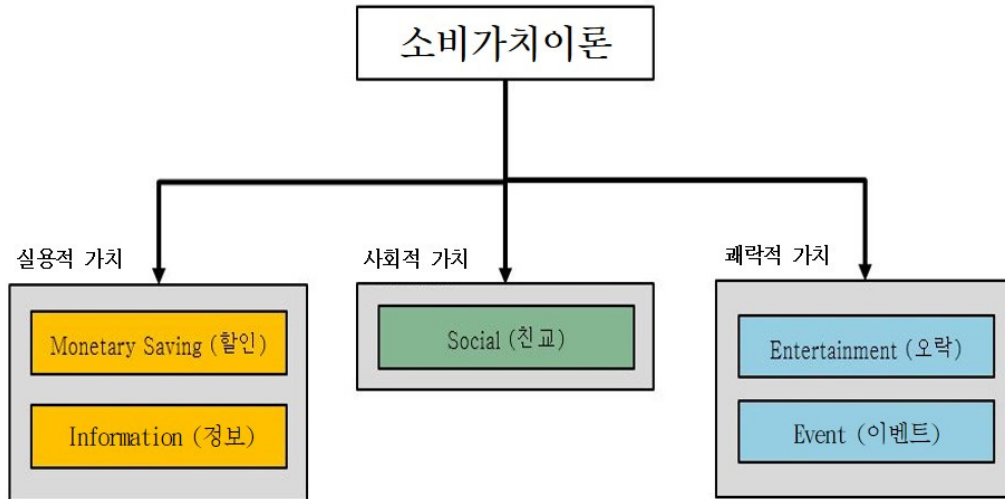 소비가치이론
실용적 가치
Monetary Saving (할인)
Information (정보)
사회적 가치
Social (친교)
쾌락적 가치
Entertainment (오락)
Event (이벤트)